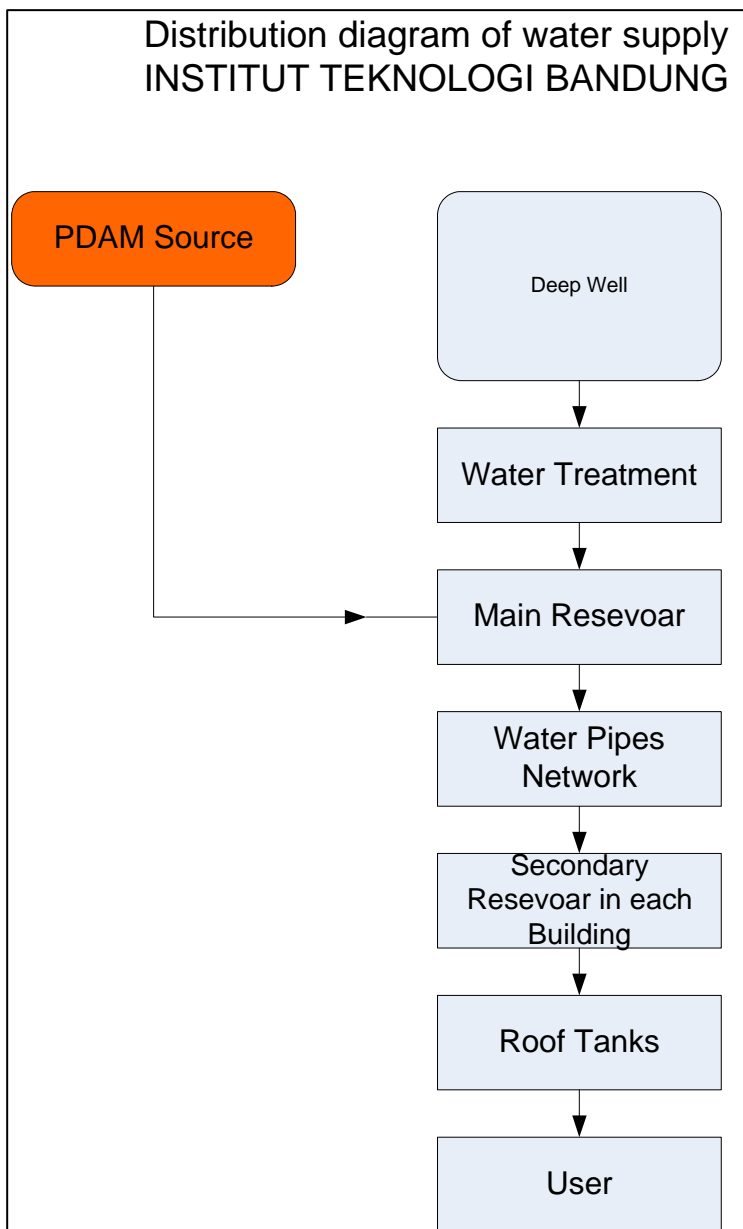 Distribution diagram of water supply
INSTITUT TEKNOLOGI BANDUNG
PDAM Source
Deep Well
Water Treatment
Main Resevoar
Water Pipes
Network
Secondary
Resevoar in each
Building
Roof Tanks
User